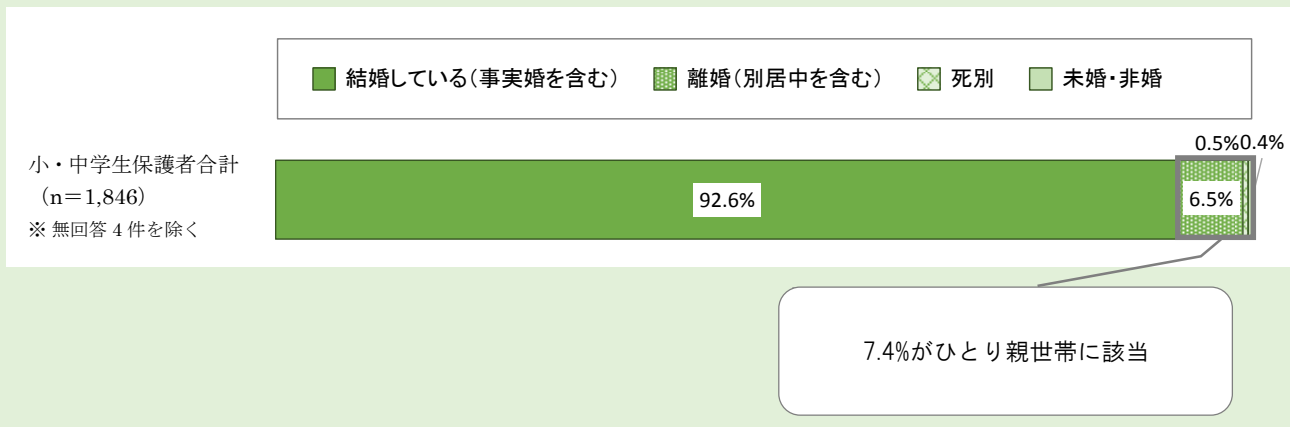 結婚している(事実婚を含む) 離婚(別居中を含む) 死別 未婚・非婚
0.5% 0.4%
小・中学生保護者合計
(n=1,846)
※ 無回答 4 件を除く
92.6% 6.5%
7.4%がひとり親世帯に該当